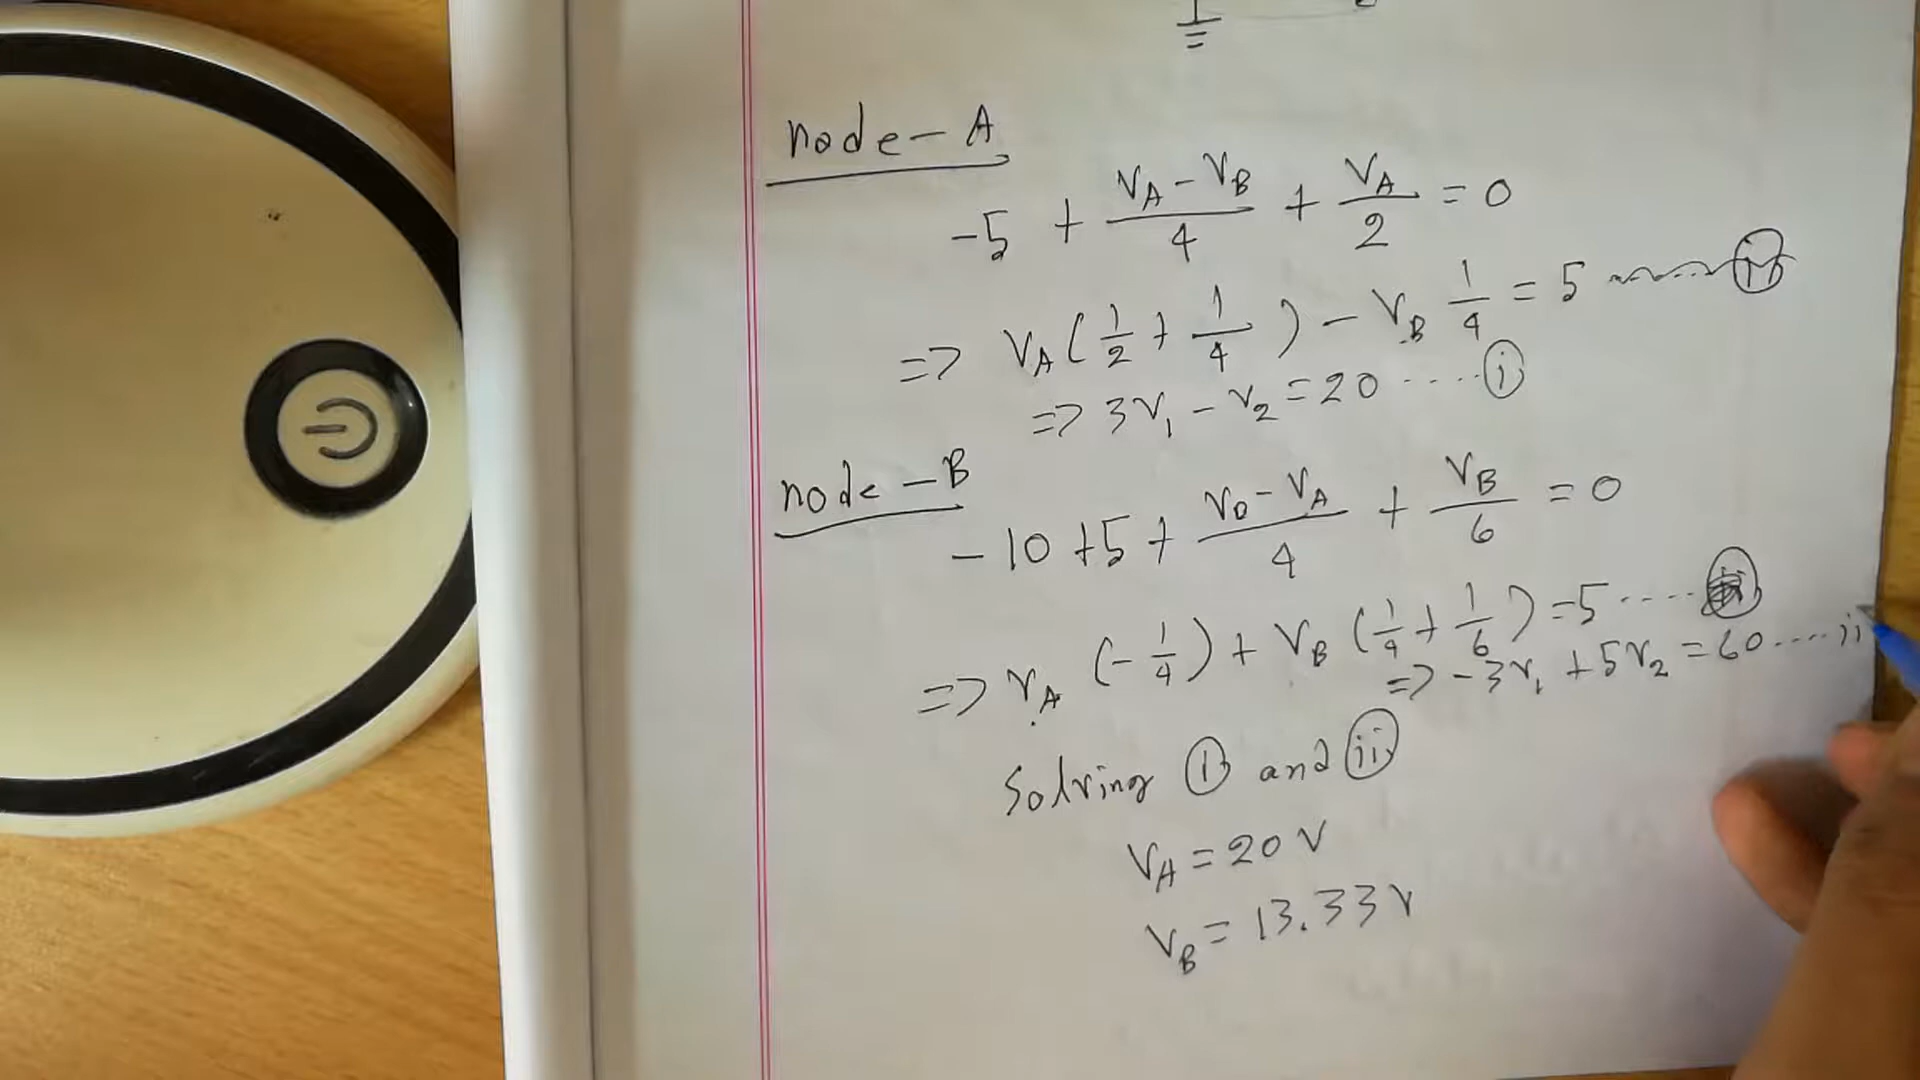 node-A
-5 + (VA - VB)/4 + VA/2 = 0
=> VA(1/2 + 1/4) - VB 1/4 = 5
=> 3V1 - V2 = 20 ....(i)
node-B
-10 + 5 + (V0 - VA)/4 + VB/6 = 0
=> VA(-1/4) + VB(1/4 + 1/6) = 5 ....
=> -3V1 + 5V2 = 60 ....ii
Solving (i) and (ii)
VA = 20 V
VB = 13.33 V